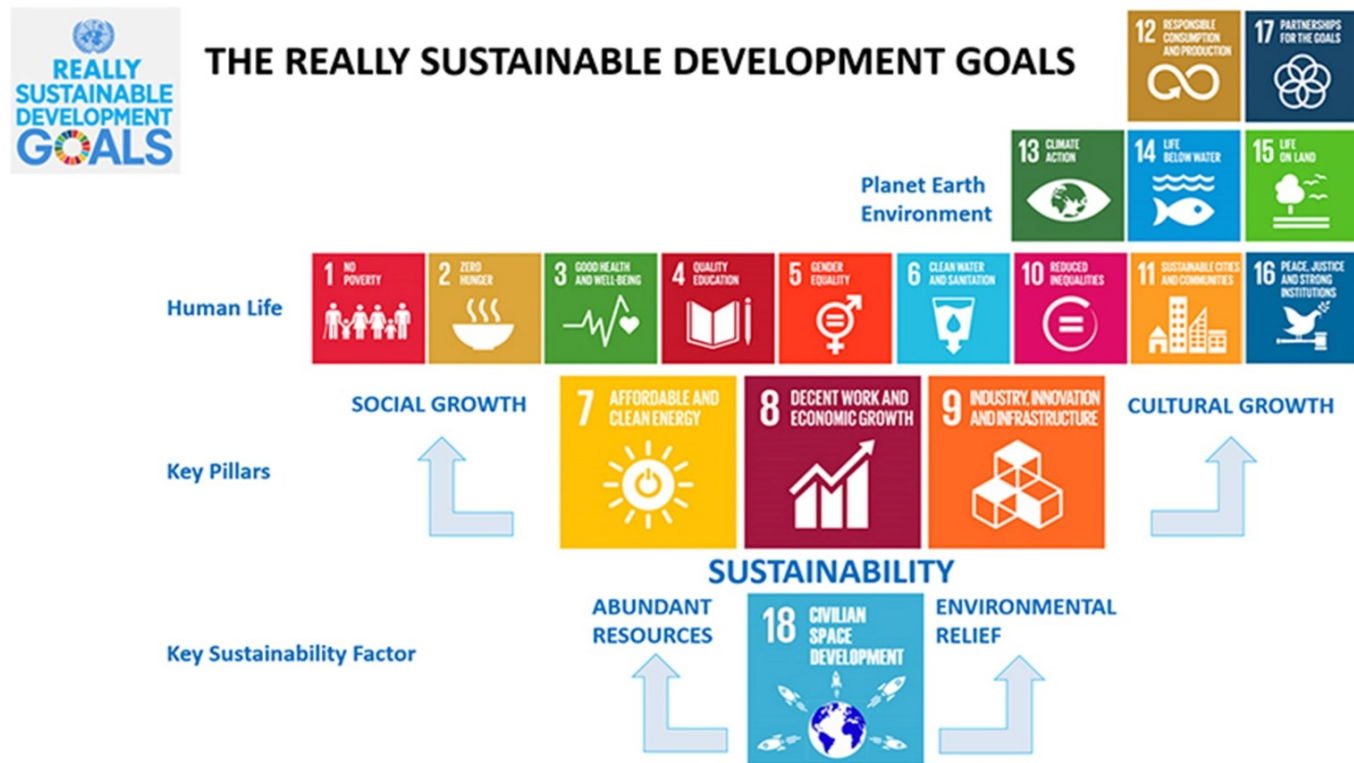 REALLY
SUSTAINABLE
DEVELOPMENT
GOALS
THE REALLY SUSTAINABLE DEVELOPMENT GOALS
12 RESPONSIBLE
CONSUMPTION
AND PRODUCTION
17 PARTNERSHIPS
FOR THE GOALS
Planet Earth
Environment
13 CLIMATE
ACTION
14 LIFE
BELOW WATER
15 LIFE
ON LAND
Human Life
1 NO
POVERTY
2 ZERO
HUNGER
3 GOOD HEALTH
AND WELL-BEING
4 QUALITY
EDUCATION
5 GENDER
EQUALITY
6 CLEAN WATER
AND SANITATION
10 REDUCED
INEQUALITIES
11 SUSTAINABLE CITIES
AND COMMUNITIES
16 PEACE, JUSTICE
AND STRONG
INSTITUTIONS
SOCIAL GROWTH
7 AFFORDABLE AND
CLEAN ENERGY
8 DECENT WORK AND
ECONOMIC GROWTH
9 INDUSTRY, INNOVATION
AND INFRASTRUCTURE
CULTURAL GROWTH
Key Pillars
SUSTAINABILITY
ABUNDANT
RESOURCES
18 CIVILIAN
SPACE
DEVELOPMENT
ENVIRONMENTAL
RELIEF
Key Sustainability Factor